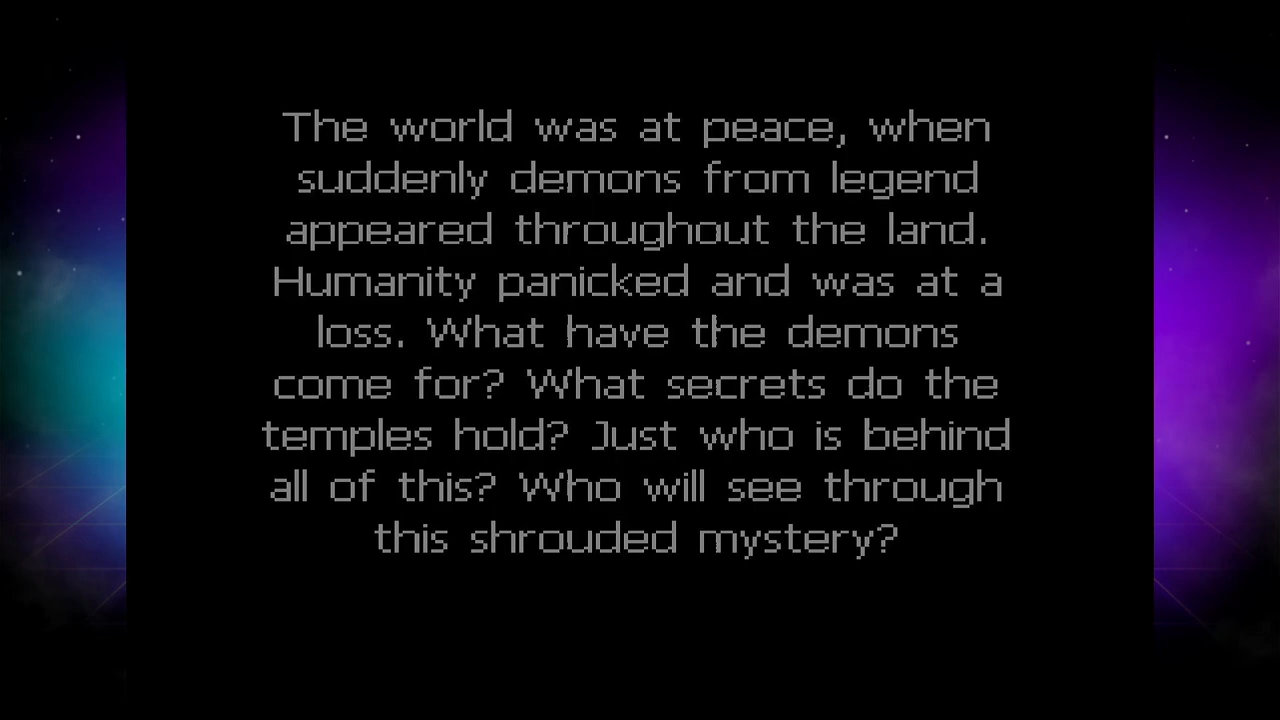 The world was at peace, when
suddenly demons from legend
appeared throughout the land.
Humanity panicked and was at a
loss. What have the demons
come for? What secrets do the
temples hold? Just who is behind
all of this? Who will see through
this shrouded mystery?